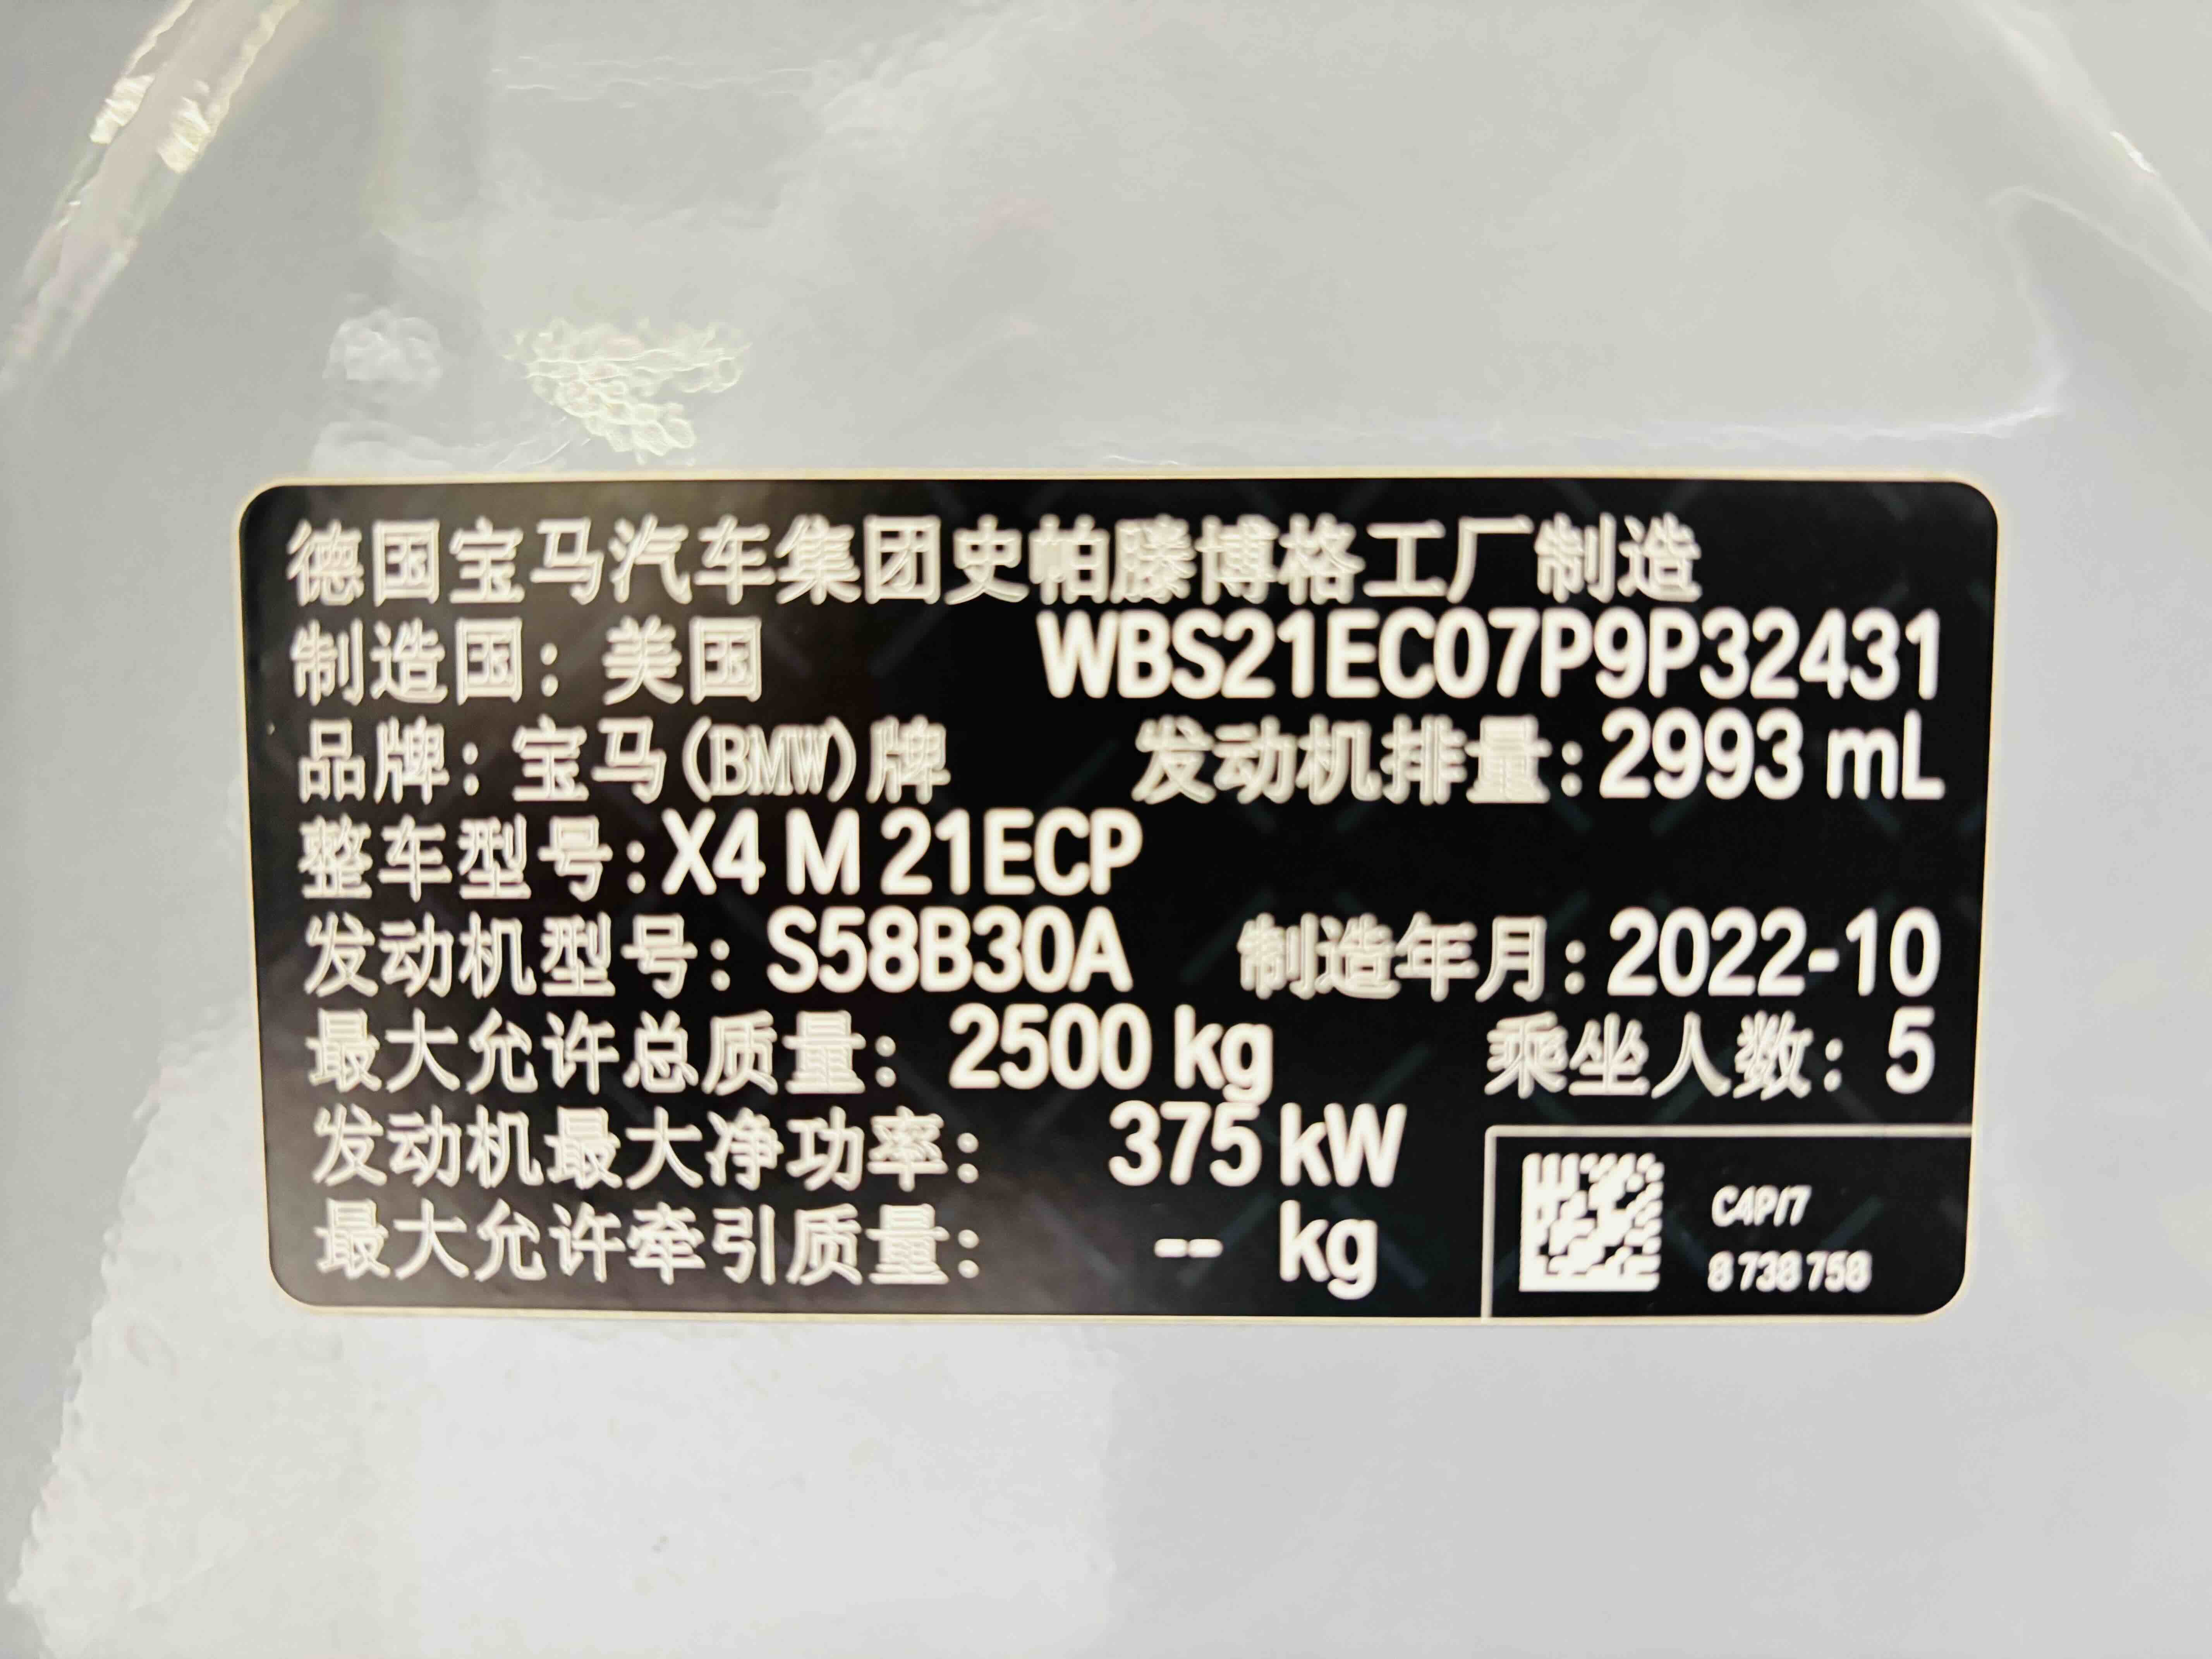 德国宝马汽车集团史帕滕博格工厂制造
制造国：美国 WBS21EC07P9P32431
品牌：宝马(BMW)牌 发动机排量：2993 mL
整车型号：X4 M 21ECP
发动机型号：S58B30A 制造年月：2022-10
最大允许总质量：2500 kg 乘坐人数：5
发动机最大净功率：375 kW
最大允许牵引质量：-- kg
8 738 758